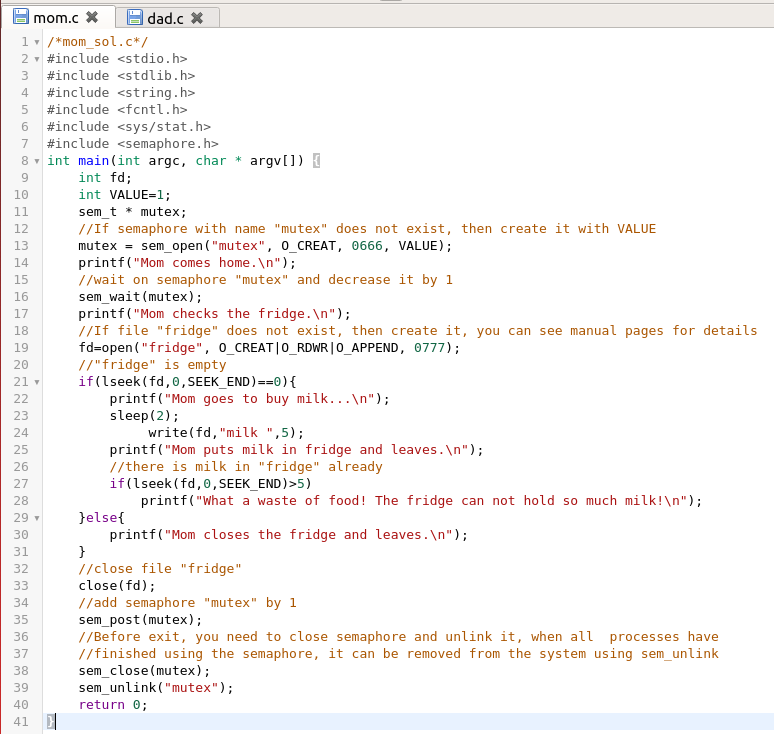 mom.c dad.c
1 /*mom_sol.c*/
2 #include <stdio.h>
3 #include <stdlib.h>
4 #include <string.h>
5 #include <fcntl.h>
6 #include <sys/stat.h>
7 #include <semaphore.h>
8 int main(int argc, char * argv[]) {
9     int fd;
10     int VALUE=1;
11     sem_t * mutex;
12     //If semaphore with name "mutex" does not exist, then create it with VALUE
13     mutex = sem_open("mutex", O_CREAT, 0666, VALUE);
14     printf("Mom comes home.\n");
15     //wait on semaphore "mutex" and decrease it by 1
16     sem_wait(mutex);
17     printf("Mom checks the fridge.\n");
18     //If file "fridge" does not exist, then create it, you can see manual pages for details
19     fd=open("fridge", O_CREAT|O_RDWR|O_APPEND, 0777);
20     //"fridge" is empty
21     if(lseek(fd,0,SEEK_END)==0){
22         printf("Mom goes to buy milk...\n");
23         sleep(2);
24              write(fd,"milk ",5);
25         printf("Mom puts milk in fridge and leaves.\n");
26         //there is milk in "fridge" already
27         if(lseek(fd,0,SEEK_END)>5)
28             printf("What a waste of food! The fridge can not hold so much milk!\n");
29     }else{
30         printf("Mom closes the fridge and leaves.\n");
31     }
32     //close file "fridge"
33     close(fd);
34     //add semaphore "mutex" by 1
35     sem_post(mutex);
36     //Before exit, you need to close semaphore and unlink it, when all  processes have
37     //finished using the semaphore, it can be removed from the system using sem_unlink
38     sem_close(mutex);
39     sem_unlink("mutex");
40     return 0;
41 }